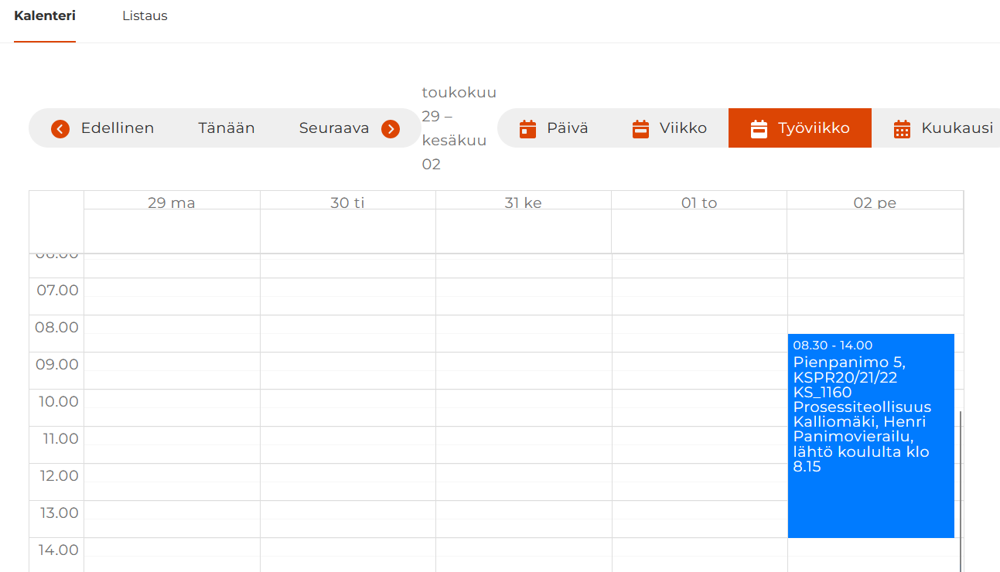 Kalenteri
Listaus
Edellinen
Tänään
Seuraava
toukokuu
29 –
kesäkuu
02
Päivä
Viikko
Työviikko
Kuukausi
29 ma
30 ti
31 ke
01 to
02 pe
07.00
08.00
09.00
10.00
11.00
12.00
13.00
14.00
08.30 - 14.00
Pienpanimo 5,
KSPR20/21/22
KS_1160
Prosessiteollisuus
Kalliomäki, Henri
Panimovierailu,
lähtö koululta klo
8.15